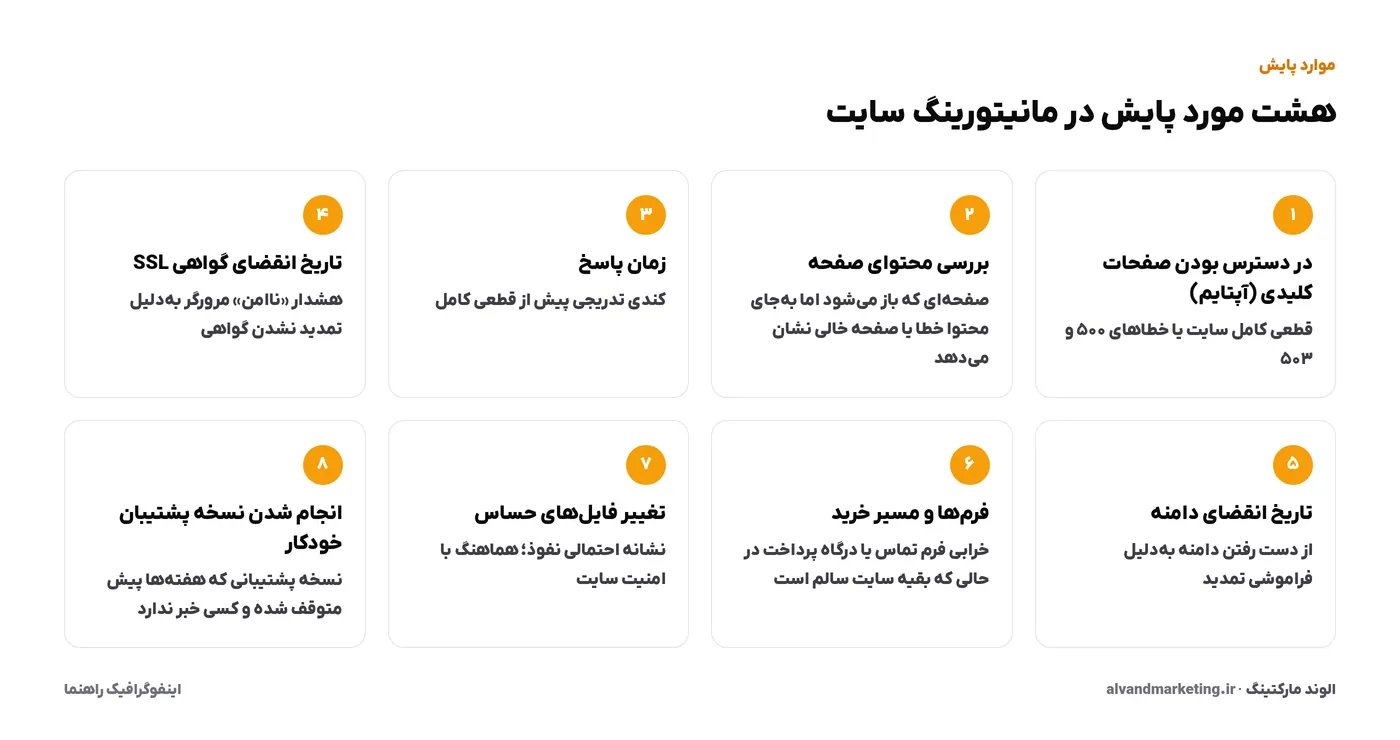 موارد پایش
هشت مورد پایش در مانیتورینگ سایت
۱
در دسترس بودن صفحات
کلیدی (آپتایم)
قطعی کامل سایت یا خطاهای ۵۰۰ و
۵۰۳
۲
بررسی محتوای صفحه
صفحه‌ای که باز می‌شود اما به‌جای
محتوا خطا یا صفحه خالی نشان
می‌دهد
۳
زمان پاسخ
کندی تدریجی پیش از قطعی کامل
۴
تاریخ انقضای گواهی SSL
هشدار «ناامن» مرورگر به‌دلیل
تمدید نشدن گواهی
۵
تاریخ انقضای دامنه
از دست رفتن دامنه به‌دلیل
فراموشی تمدید
۶
فرم‌ها و مسیر خرید
خرابی فرم تماس یا درگاه پرداخت در
حالی که بقیه سایت سالم است
۷
تغییر فایل‌های حساس
نشانه احتمالی نفوذ؛ هماهنگ با
امنیت سایت
۸
انجام شدن نسخه پشتیبان
خودکار
نسخه پشتیبانی که هفته‌ها پیش
متوقف شده و کسی خبر ندارد
الوند مارکتینگ · alvandmarketing.ir
اینفوگرافیک راهنما